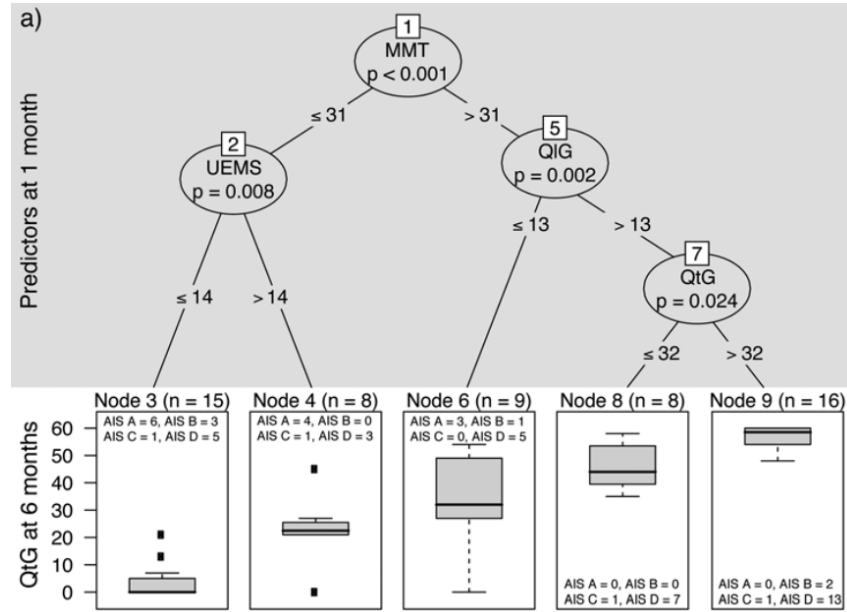 a)
Predictors at 1 month
1
MMT
p < 0.001
≤ 31
> 31
2
UEMS
p = 0.008
5
QlG
p = 0.002
≤ 14
> 14
≤ 13
> 13
7
QtG
p = 0.024
≤ 32
> 32
Node 3 (n = 15)
Node 4 (n = 8)
Node 6 (n = 9)
Node 8 (n = 8)
Node 9 (n = 16)
QtG at 6 months
60
50
40
30
20
10
0
AIS A = 6, AIS B = 3
AIS C = 1, AIS D = 5
AIS A = 4, AIS B = 0
AIS C = 1, AIS D = 3
AIS A = 3, AIS B = 1
AIS C = 0, AIS D = 5
AIS A = 0, AIS B = 0
AIS C = 1, AIS D = 7
AIS A = 0, AIS B = 2
AIS C = 1, AIS D = 13